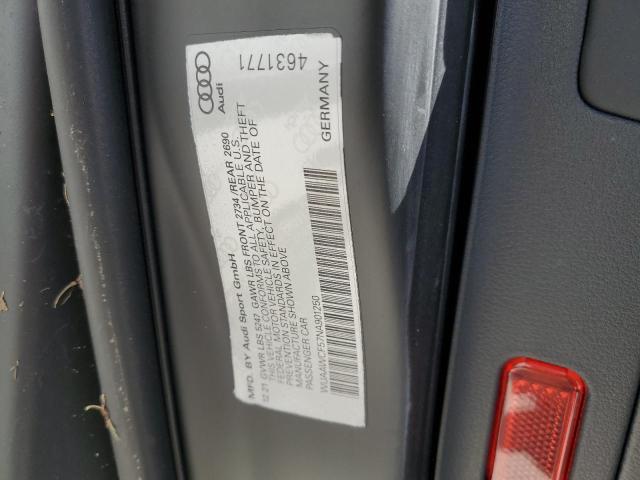 4631771
Audi
MFD. BY Audi Sport GmbH
12.21 GVWR LBS 5247 GAWR LBS FRONT 2734 /REAR 2690
THIS VEHICLE CONFORMS TO ALL APPLICABLE U.S.
FEDERAL MOTOR VEHICLE SAFETY, BUMPER AND THEFT
PREVENTION STANDARDS IN EFFECT ON THE DATE OF
MANUFACTURE SHOWN ABOVE
PASSENGER CAR
GERMANY
WUAAWCF57NA901250